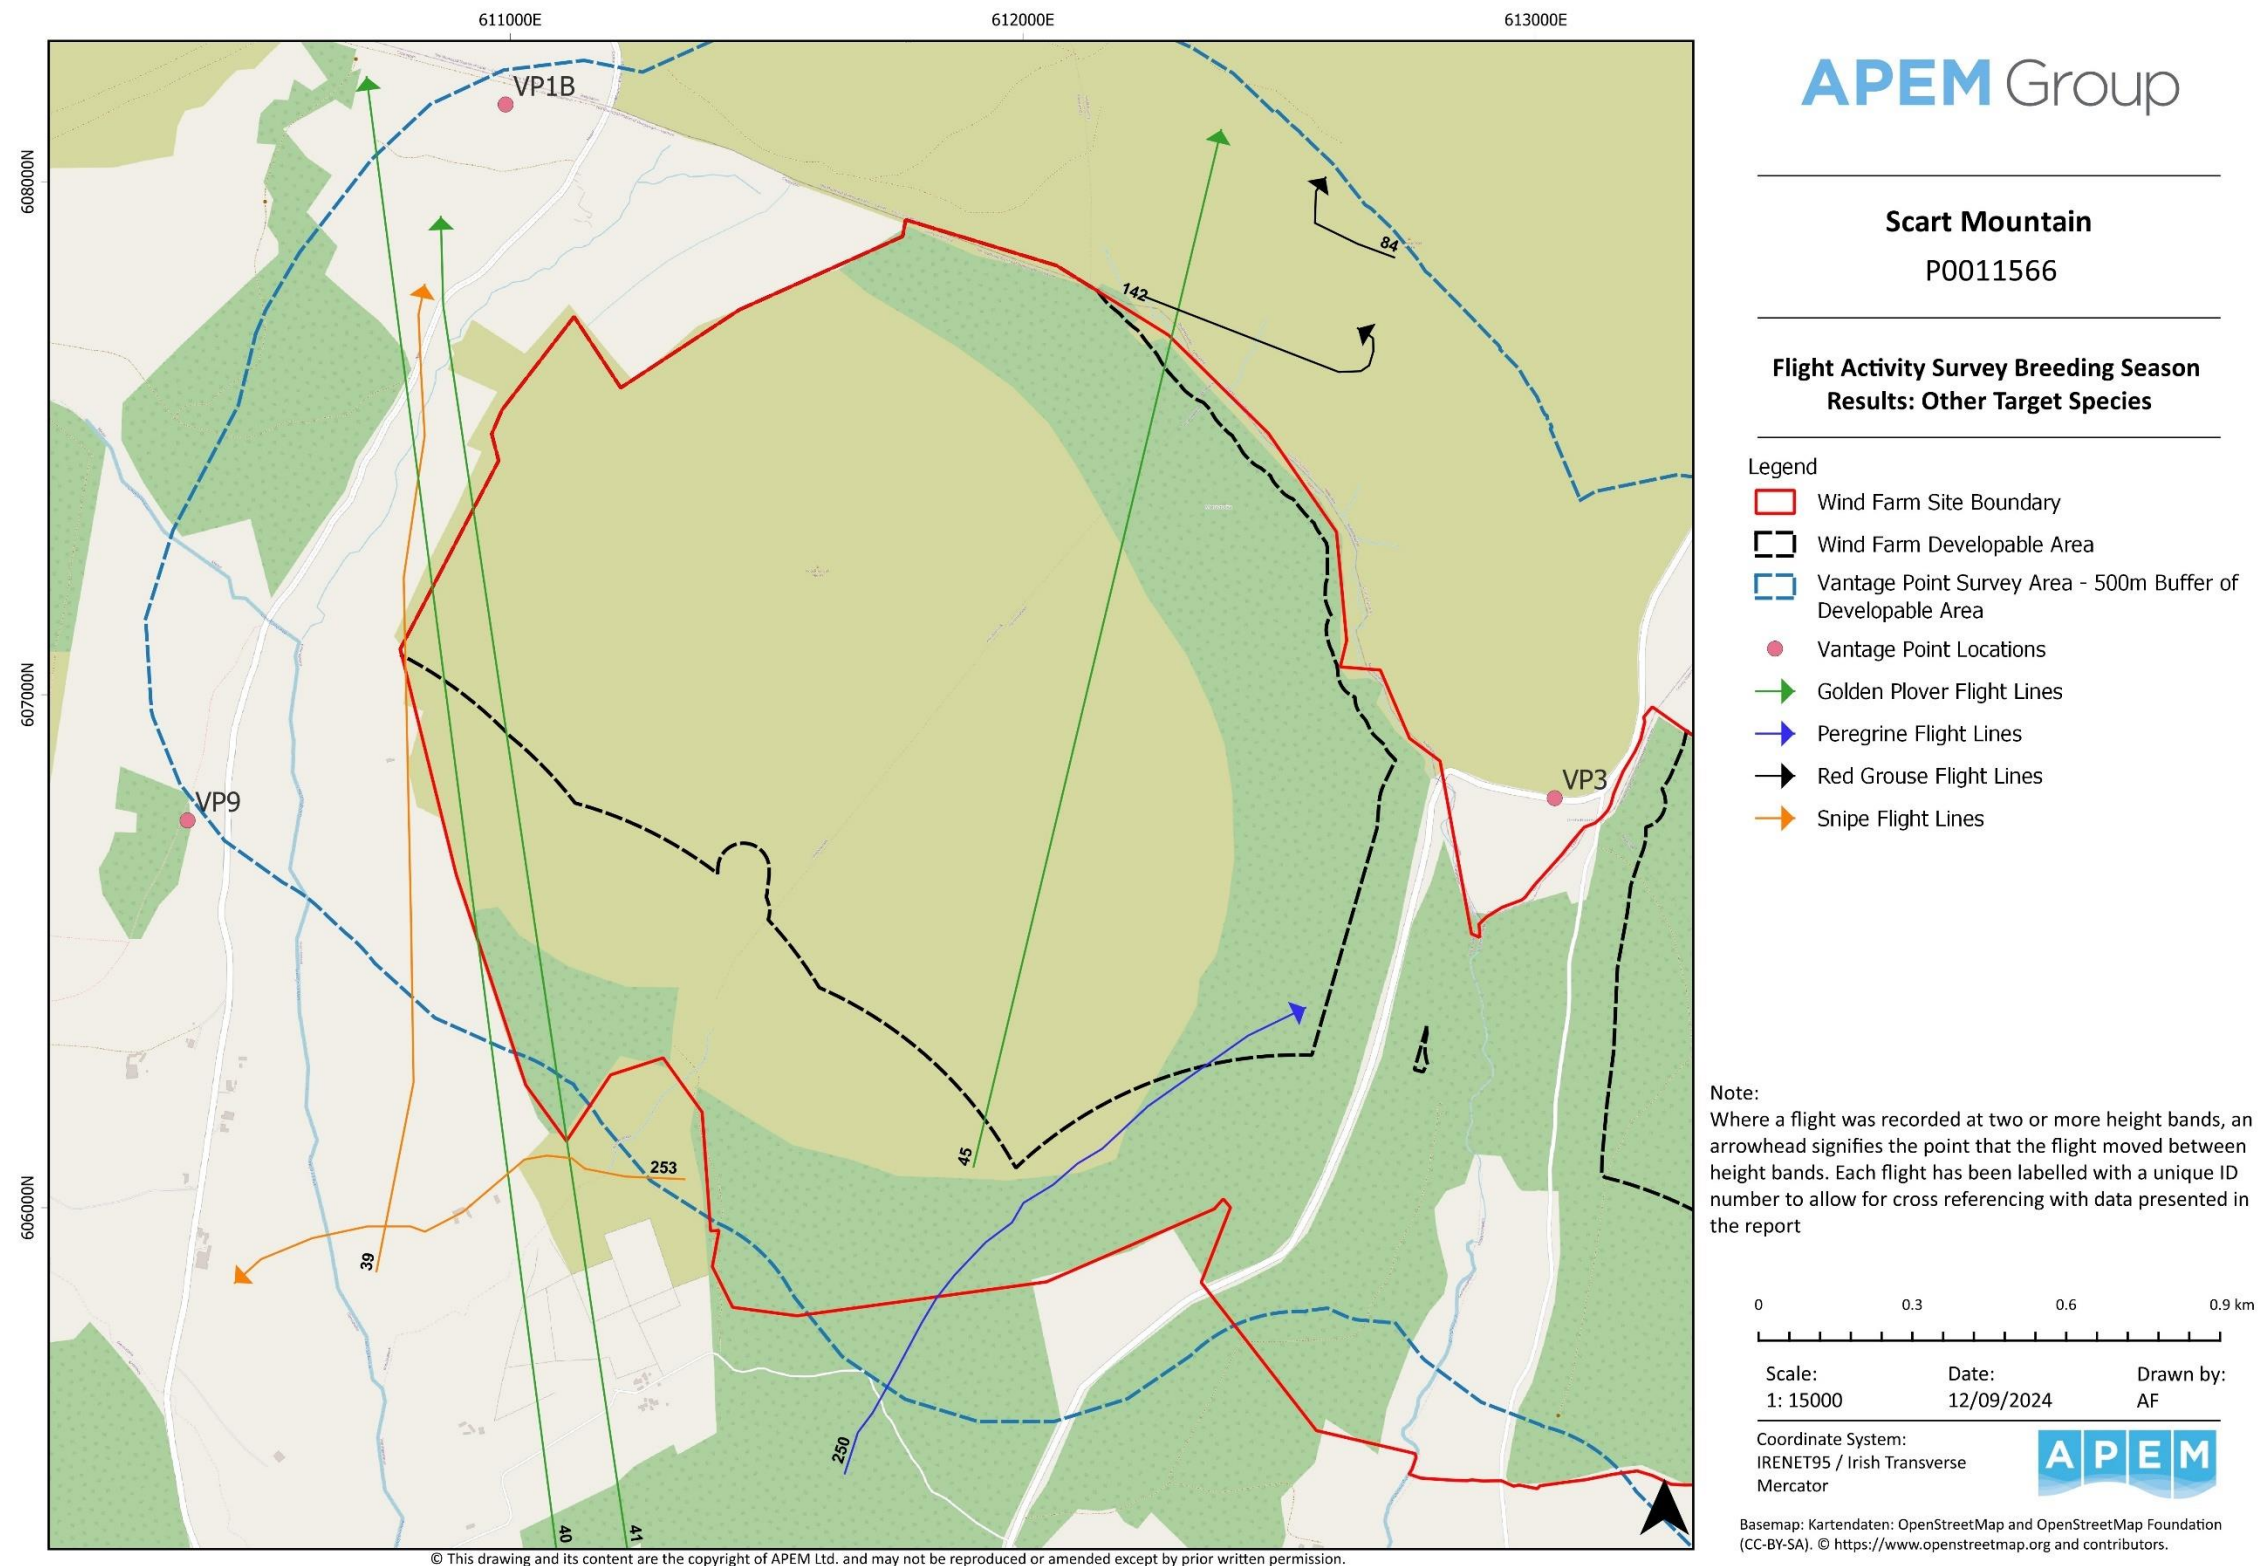 611000E
612000E
613000E
608000N
607000N
606000N
VP1B
84
142
VP9
VP3
45
253
39
250
40
41
APEM Group
Scart Mountain
P0011566
Flight Activity Survey Breeding Season
Results: Other Target Species
Legend
Wind Farm Site Boundary
Wind Farm Developable Area
Vantage Point Survey Area - 500m Buffer of
Developable Area
Vantage Point Locations
Golden Plover Flight Lines
Peregrine Flight Lines
Red Grouse Flight Lines
Snipe Flight Lines
Note:
Where a flight was recorded at two or more height bands, an
arrowhead signifies the point that the flight moved between
height bands. Each flight has been labelled with a unique ID
number to allow for cross referencing with data presented in
the report
0 0.3 0.6 0.9 km
Scale:
1: 15000
Date:
12/09/2024
Drawn by:
AF
Coordinate System:
IRENET95 / Irish Transverse
Mercator
APEM
Basemap: Kartendaten: OpenStreetMap and OpenStreetMap Foundation
(CC-BY-SA). © https://www.openstreetmap.org and contributors.
© This drawing and its content are the copyright of APEM Ltd. and may not be reproduced or amended except by prior written permission.